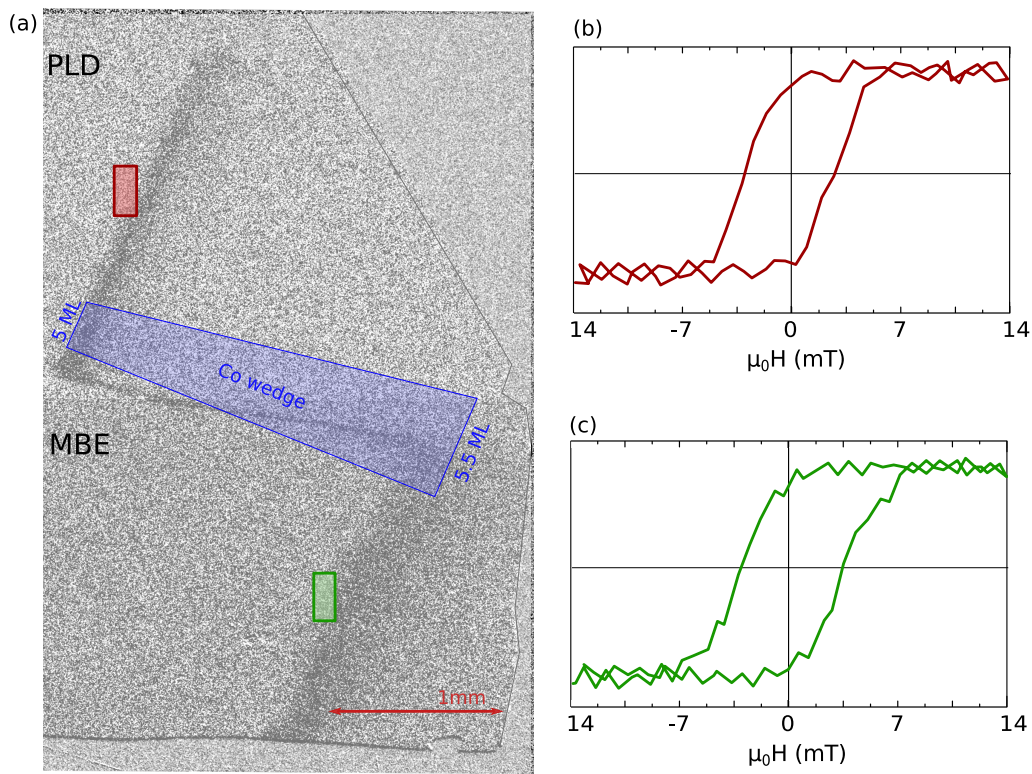 (a)
PLD
5 ML
Co wedge
MBE
5.5 ML
1mm
(b)
14 -7 0 7 14
μ₀H (mT)
(c)
14 -7 0 7 14
μ₀H (mT)